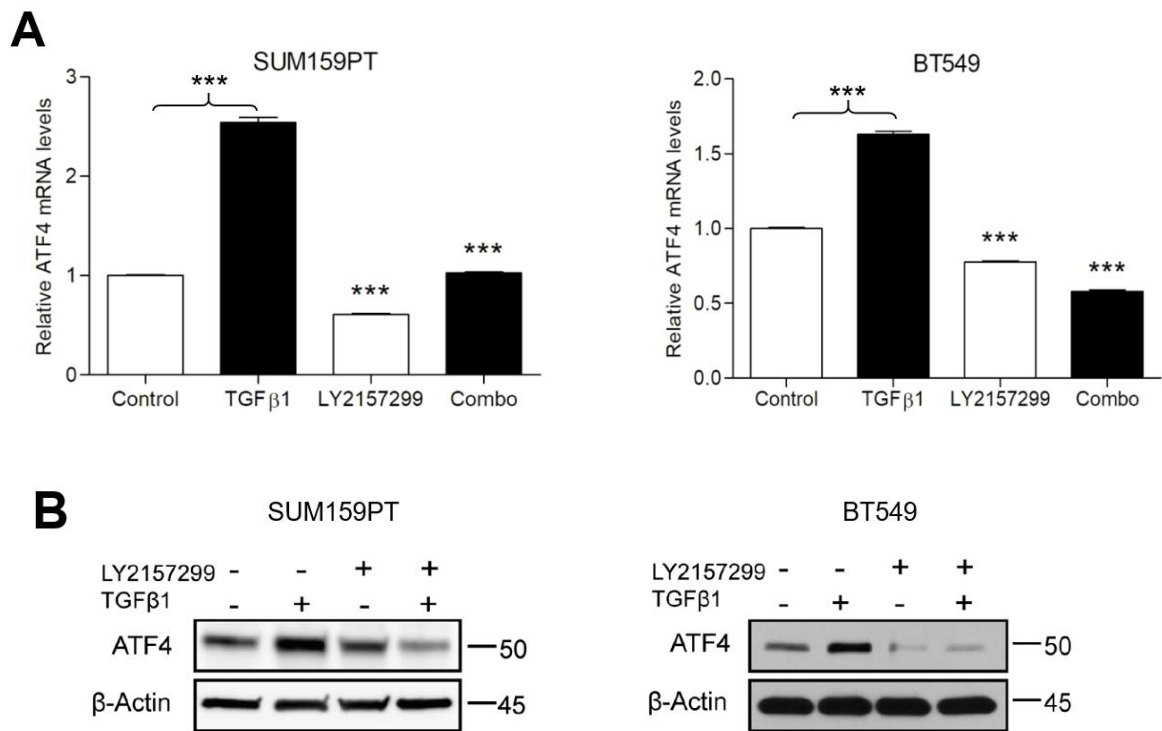 A
SUM159PT
Relative ATF4 mRNA levels
3
2
1
0
***
***
***
Control TGFβ1 LY2157299 Combo
BT549
Relative ATF4 mRNA levels
2.0
1.5
1.0
0.5
0.0
***
***
***
Control TGFβ1 LY2157299 Combo
B
SUM159PT
LY2157299 - - + +
TGFβ1 - + - +
ATF4 50
β-Actin 45
BT549
LY2157299 - - + +
TGFβ1 - + - +
ATF4 50
β-Actin 45